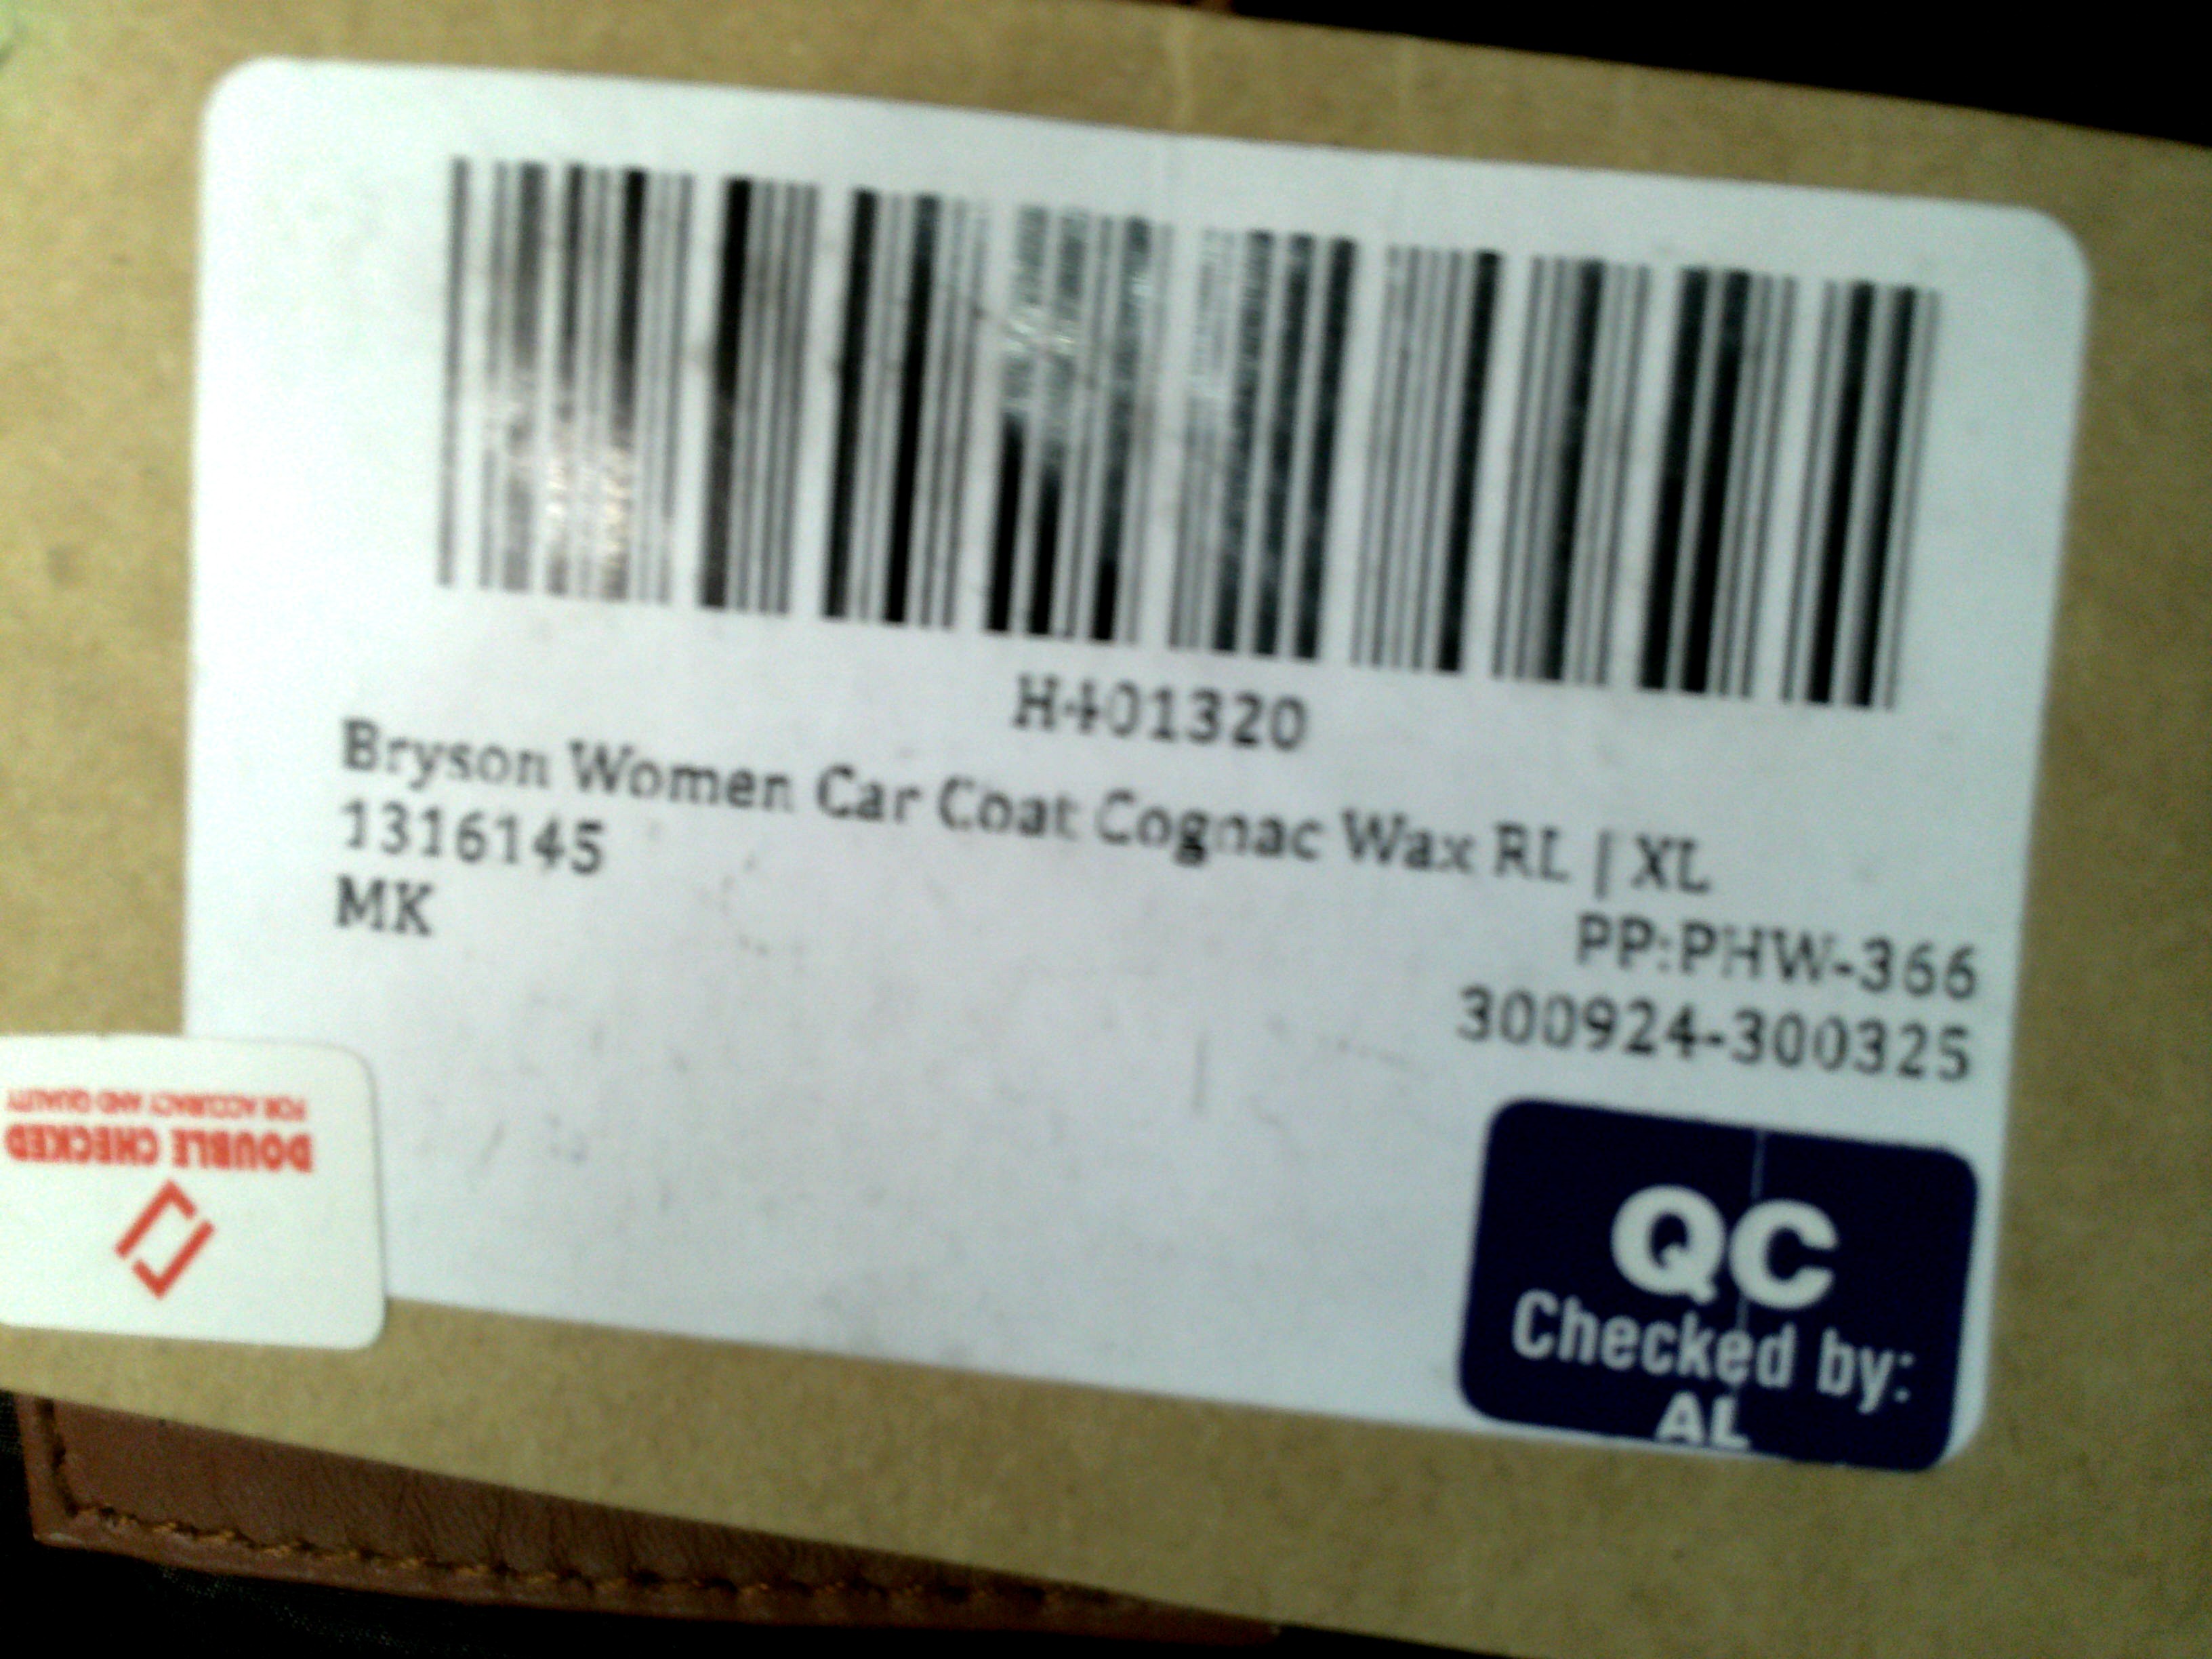 H401320
Bryson Women Car Coat Cognac Wax RL | XL
1316145
MK
PP:PHW-366
300924-300325
DOUBLE CHECKED
FOR ACCURACY AND QUALITY
QC
Checked by:
AL